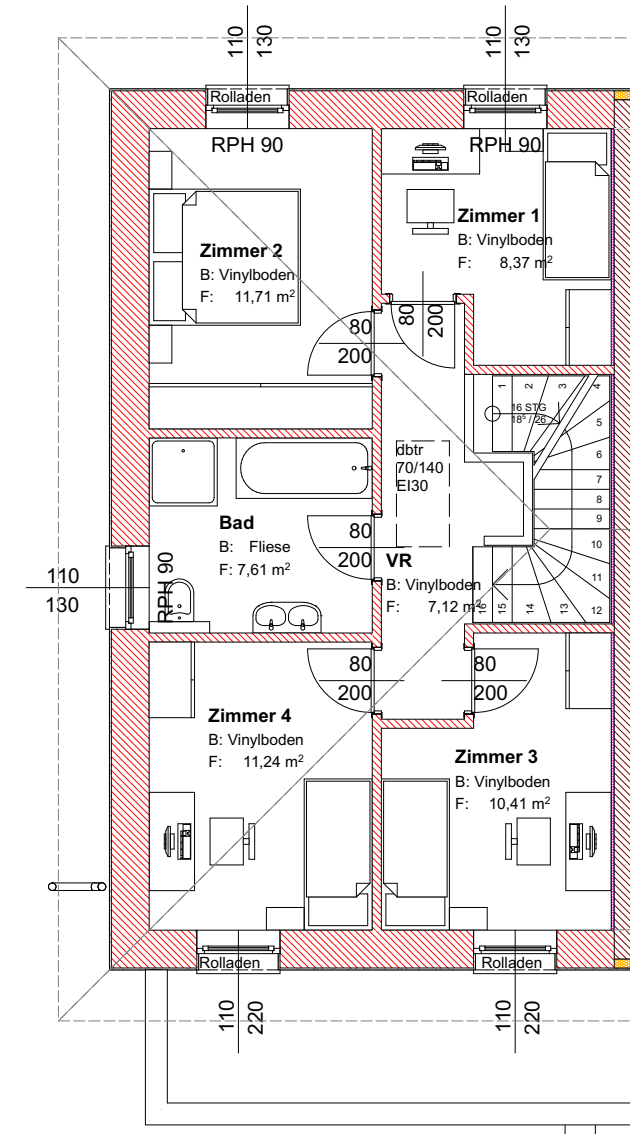 110
130
110
130
Rolladen
Rolladen
RPH 90
RPH 90
Zimmer 1
B: Vinylboden
F: 8,37 m²
Zimmer 2
B: Vinylboden
F: 11,71 m²
80
200
80
200
1
2
3
4
16 STG
18⁵ / 26
5
6
7
8
9
10
11
12
13
14
15
16
dbtr
70/140
EI30
Bad
B: Fliese
F: 7,61 m²
80
200
VR
B: Vinylboden
F: 7,12 m²
110
130
RPH 90
80
200
80
200
Zimmer 4
B: Vinylboden
F: 11,24 m²
Zimmer 3
B: Vinylboden
F: 10,41 m²
Rolladen
Rolladen
110
220
110
220